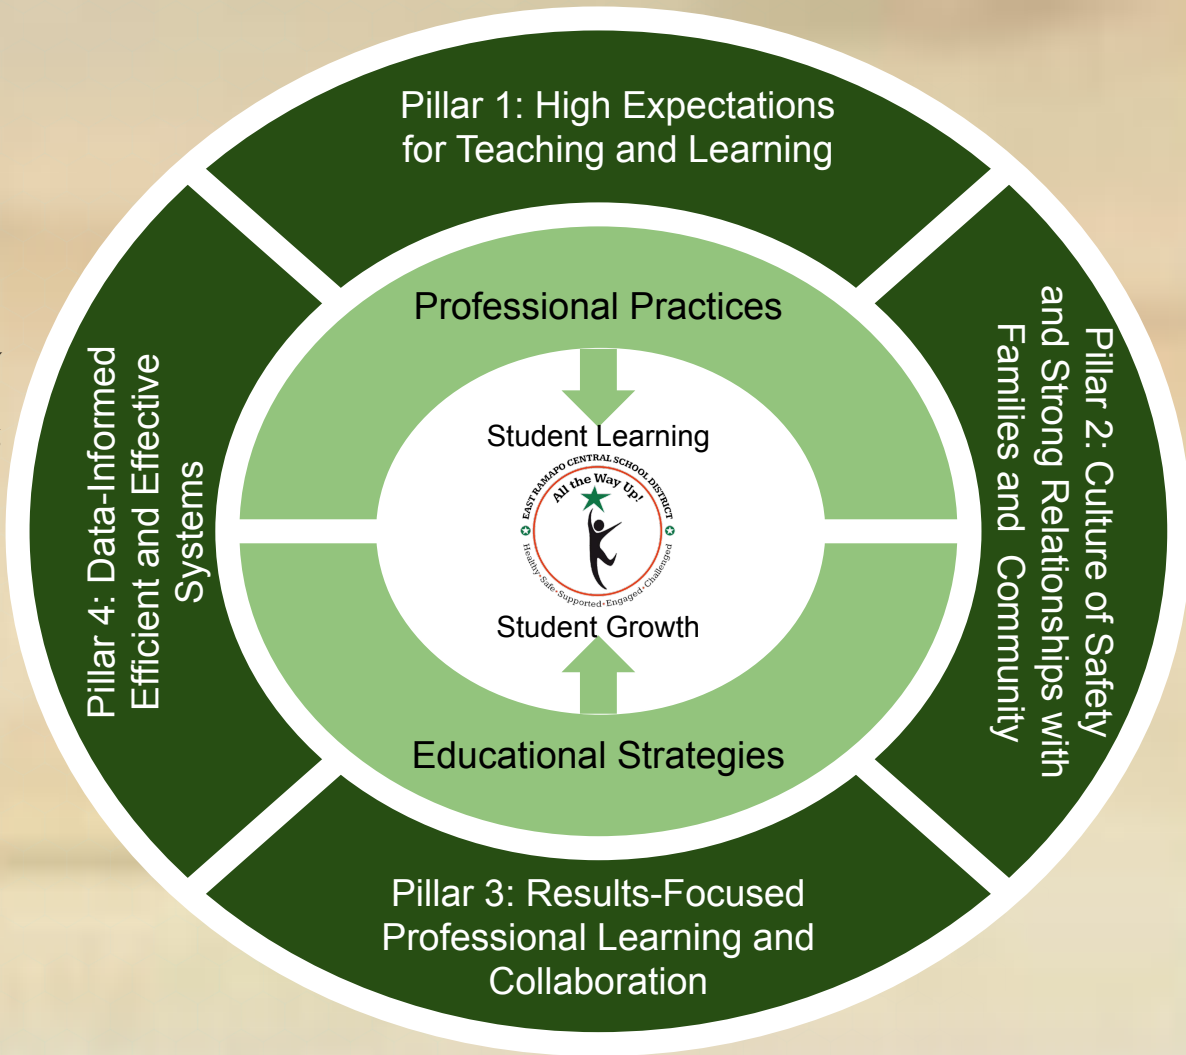 Pillar 1: High Expectations
for Teaching and Learning
Pillar 2: Culture of Safety
and Strong Relationships with
Families and Community
Professional Practices
Student Learning
EAST RAMAPO CENTRAL SCHOOL DISTRICT
All the Way Up!
Healthy•Safe•Supported•Engaged•Challenged
Student Growth
Educational Strategies
Pillar 3: Results-Focused
Professional Learning and
Collaboration
Pillar 4: Data-Informed
Efficient and Effective
Systems